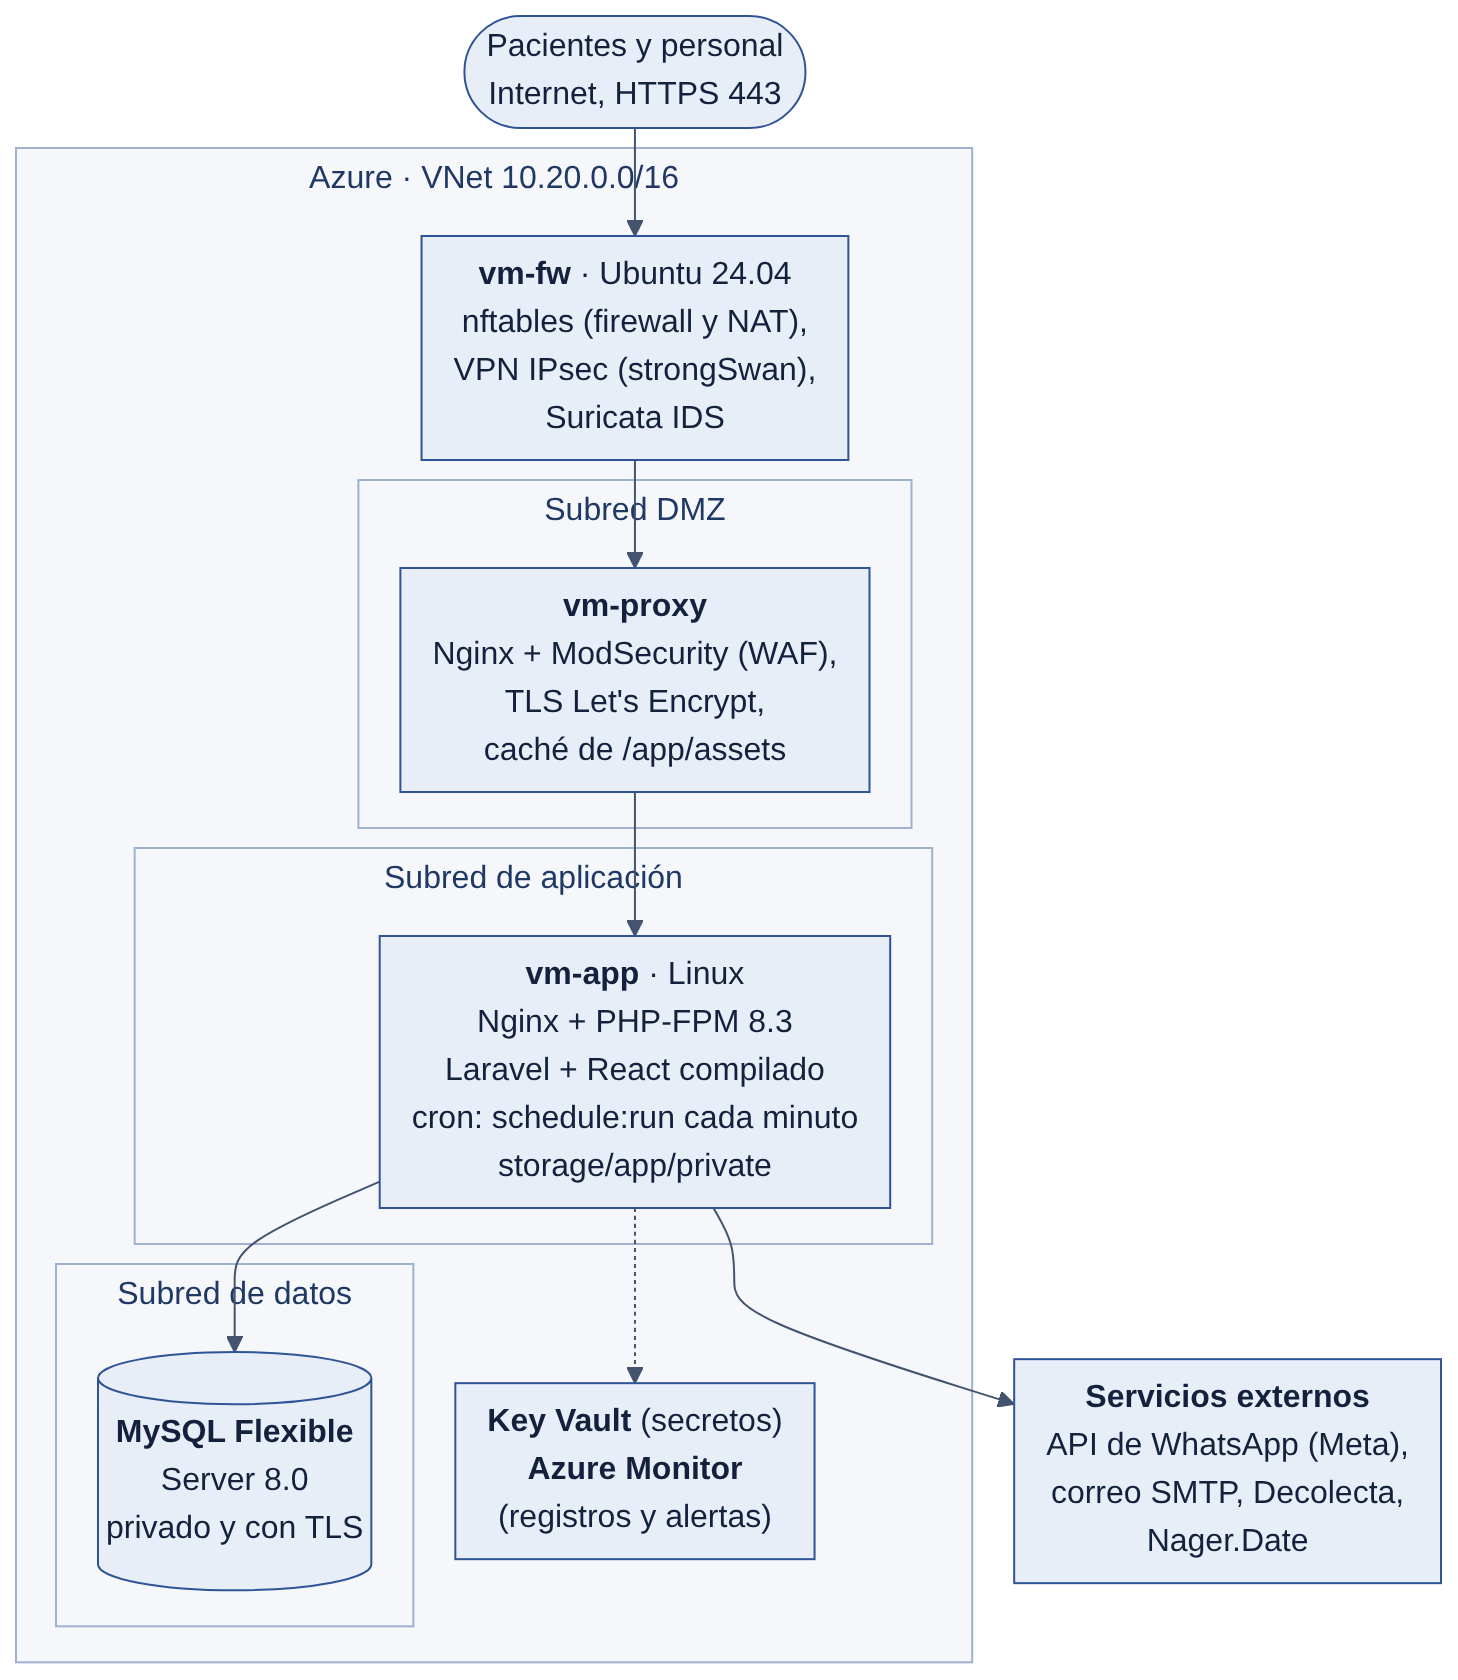 Pacientes y personal
Internet, HTTPS 443
Azure · VNet 10.20.0.0/16
vm-fw · Ubuntu 24.04
nftables (firewall y NAT),
VPN IPsec (strongSwan),
Suricata IDS
Subred DMZ
vm-proxy
Nginx + ModSecurity (WAF),
TLS Let's Encrypt,
caché de /app/assets
Subred de aplicación
vm-app · Linux
Nginx + PHP-FPM 8.3
Laravel + React compilado
cron: schedule:run cada minuto
storage/app/private
Subred de datos
MySQL Flexible
Server 8.0
privado y con TLS
Key Vault (secretos)
Azure Monitor
(registros y alertas)
Servicios externos
API de WhatsApp (Meta),
correo SMTP, Decolecta,
Nager.Date